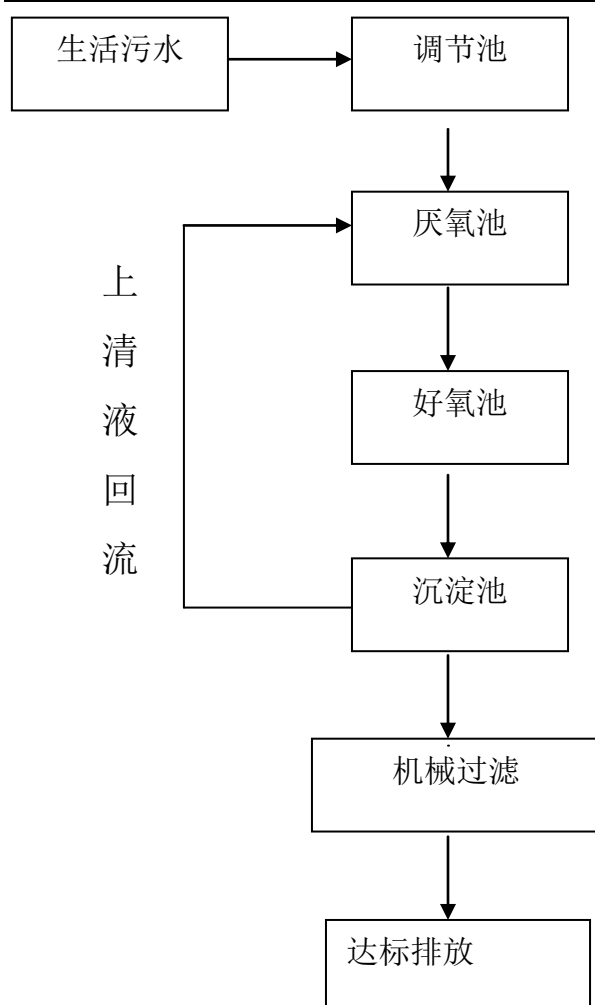 生活污水
调节池
厌氧池
上
清
液
回
流
好氧池
沉淀池
机械过滤
达标排放